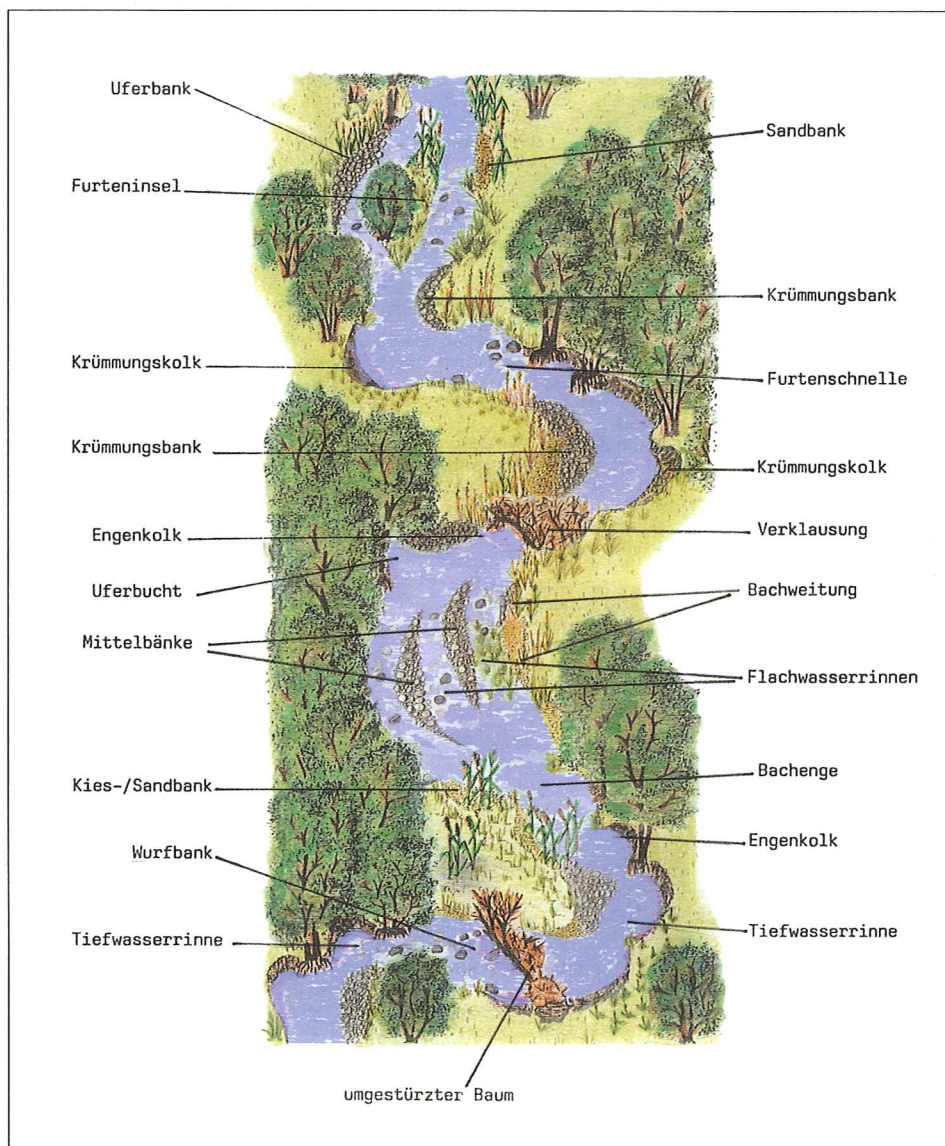 Uferbank
Sandbank
Furteninsel
Krümmungsbank
Krümmungskolk
Furtenschnelle
Krümmungsbank
Krümmungskolk
Engenkolk
Verklausung
Uferbucht
Bachweitung
Mittelbänke
Flachwasserrinnen
Kies-/Sandbank
Bachenge
Engenkolk
Wurfbank
Tiefwasserrinne
Tiefwasserrinne
umgestürzter Baum